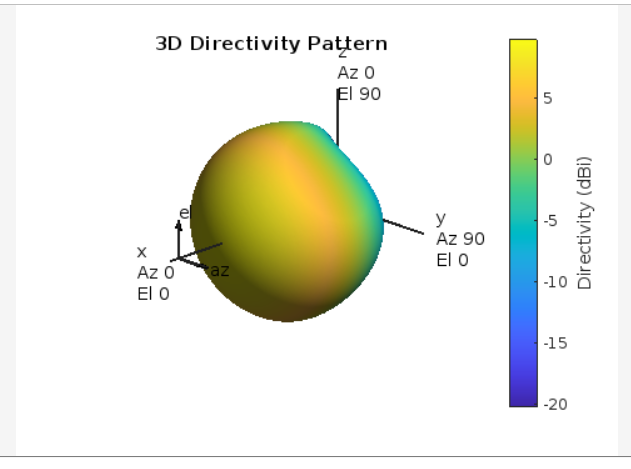 3D Directivity Pattern
z
Az 0
El 90
el
x
Az 0
El 0
az
y
Az 90
El 0
5
0
-5
-10
-15
-20
Directivity (dBi)